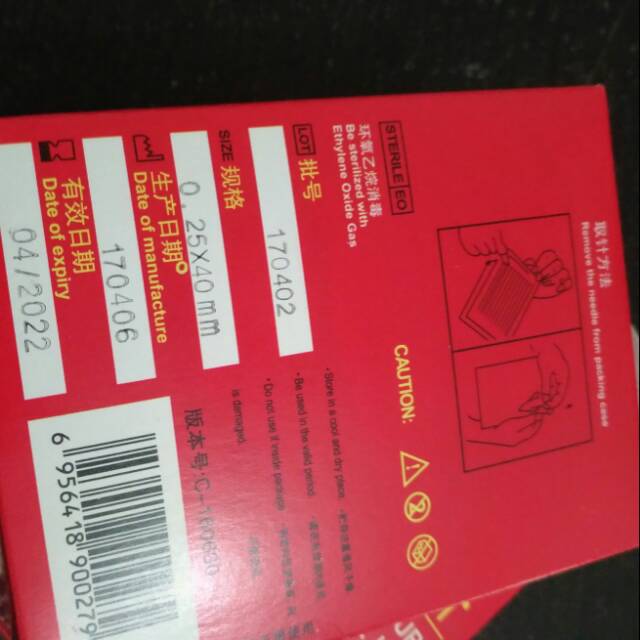 STERILE EO
环氧乙烷消毒
Be sterilized with
Ethylene Oxide Gas
LOT 批号 170402
SIZE 规格 0.25X40mm
生产日期 170406
Date of manufacture
有效日期 04/2022
Date of expiry
取针方法
Remove the needle from packing case
CAUTION:
·Store in a cool and dry place
·Be used in the valid period
·Do not use if inside package
is damaged
版本号:C-160630
6 956418 900279